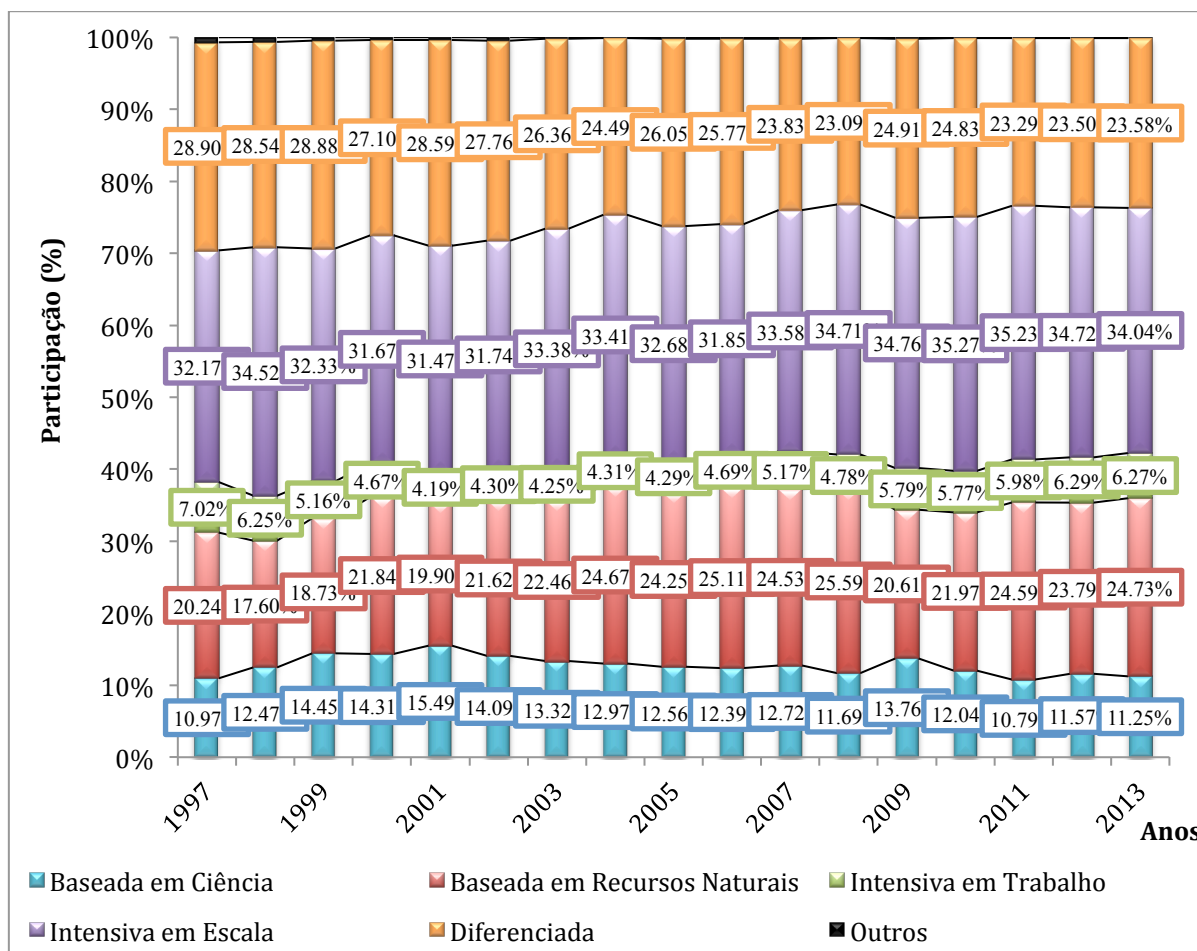 100%
90%
80%
70%
60%
50%
40%
30%
20%
10%
0%
Participação (%)
28.90 28.54 28.88 27.10 28.59 27.76 26.36 24.49 26.05 25.77 23.83 23.09 24.91 24.83 23.29 23.50 23.58%
32.17 34.52 32.33% 31.67 31.47 31.74 33.38% 33.41 32.68 31.85 33.58 34.71 34.76 35.27 35.23 34.72 34.04%
7.02% 6.25% 5.16% 4.67% 4.19% 4.30% 4.25% 4.31% 4.29% 4.69% 5.17% 4.78% 5.79% 5.77% 5.98% 6.29% 6.27%
20.24 17.60% 18.73% 21.84 19.90 21.62 22.46 24.67 24.25 25.11 24.53 25.59 20.61 21.97 24.59 23.79 24.73%
10.97 12.47 14.45 14.31 15.49 14.09 13.32 12.97 12.56 12.39 12.72 11.69 13.76 12.04 10.79 11.57 11.25%
1997 1999 2001 2003 2005 2007 2009 2011 2013
Anos
Baseada em Ciência Baseada em Recursos Naturais Intensiva em Trabalho
Intensiva em Escala Diferenciada Outros